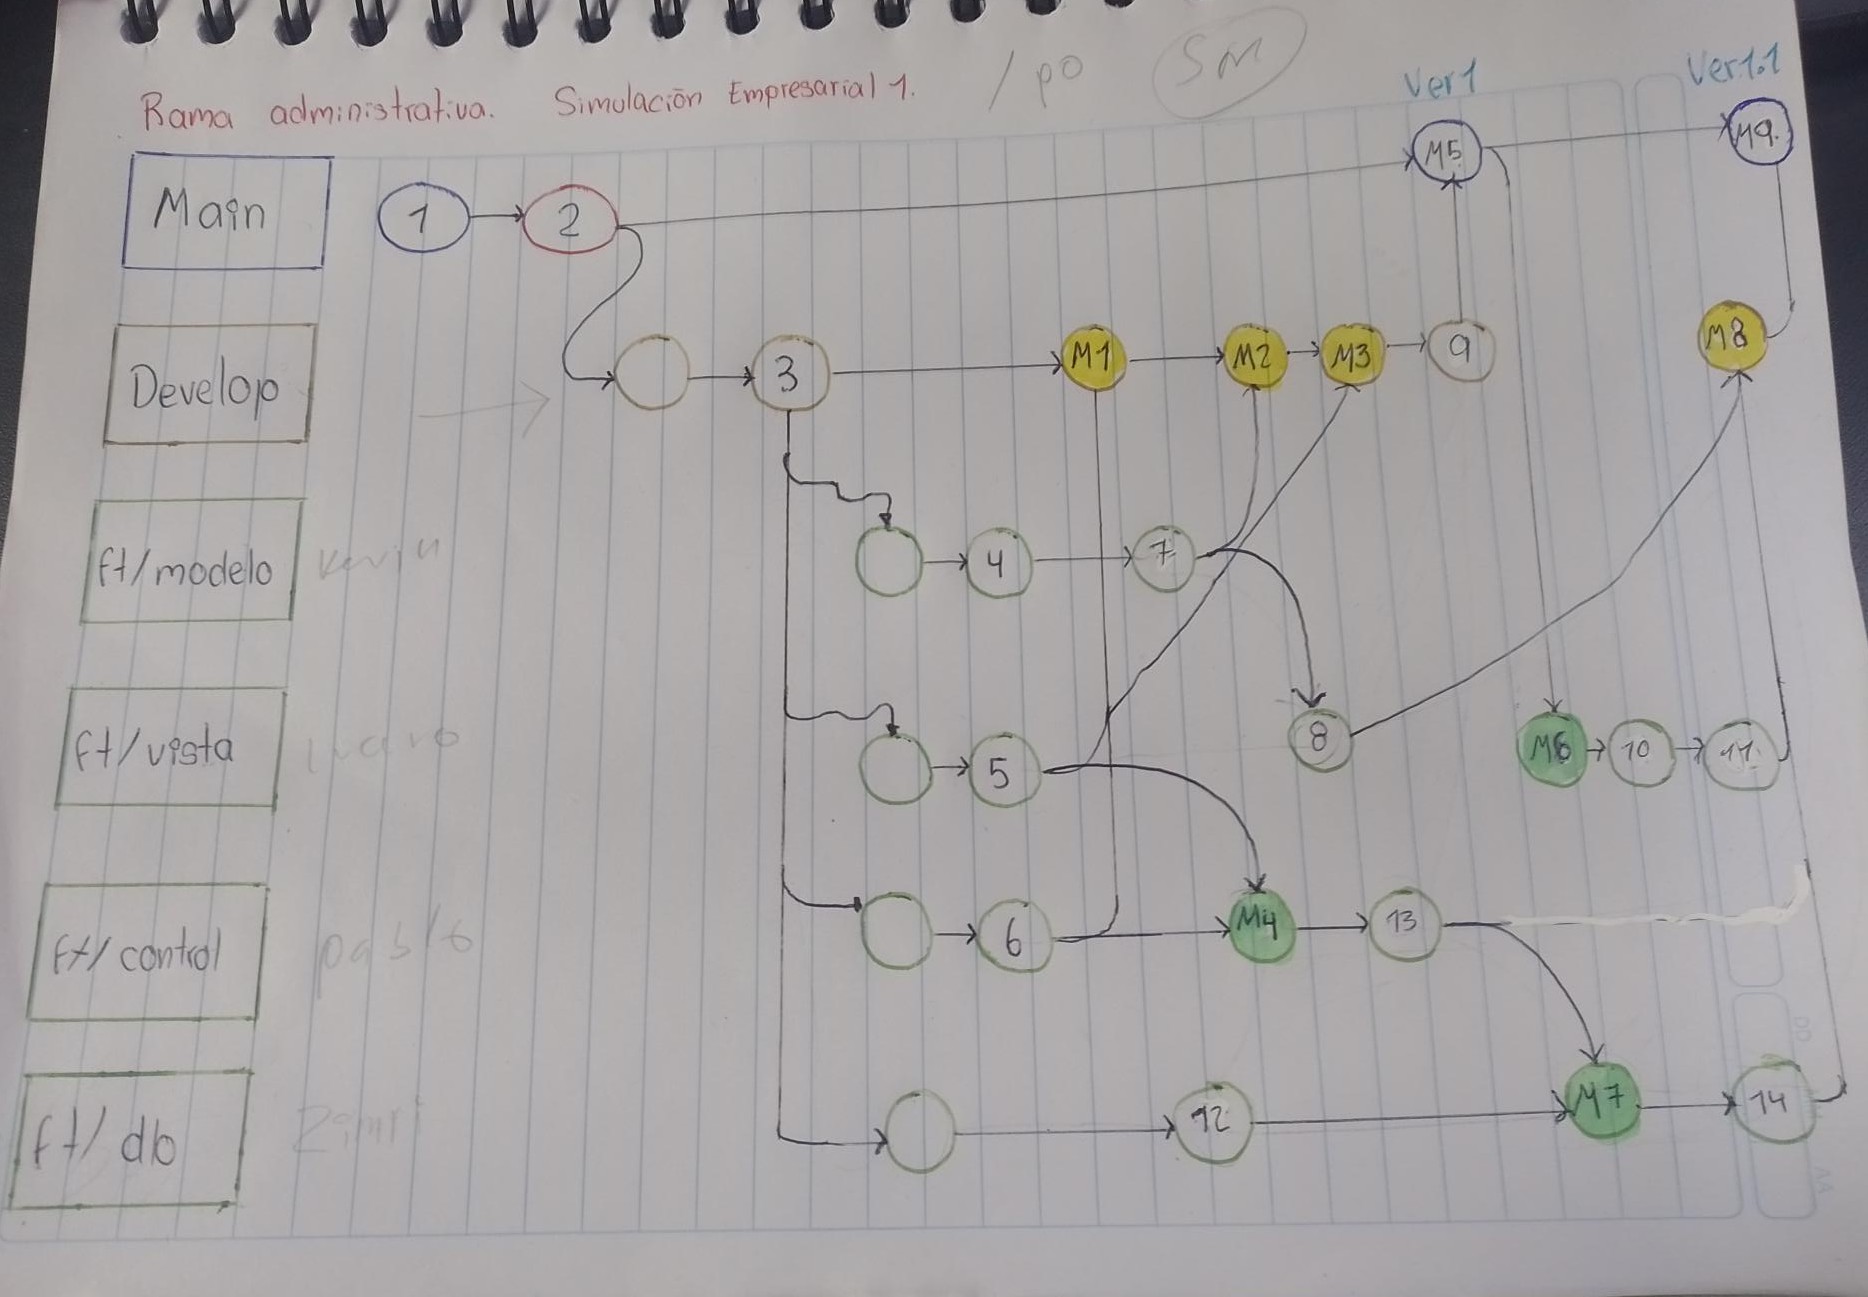 / po SM
Ver1 Ver1.1
Rama administrativa. Simulación Empresarial 1.
Main 1 2 M5 M9.
Develop 3 M1 M2 M3 9 M8
ft/modelo Kevin 4 7
ft/vista 5 8 M6 10 11.
ft/control pablo 6 M4 13
ft/db Zimri 12 M7 14